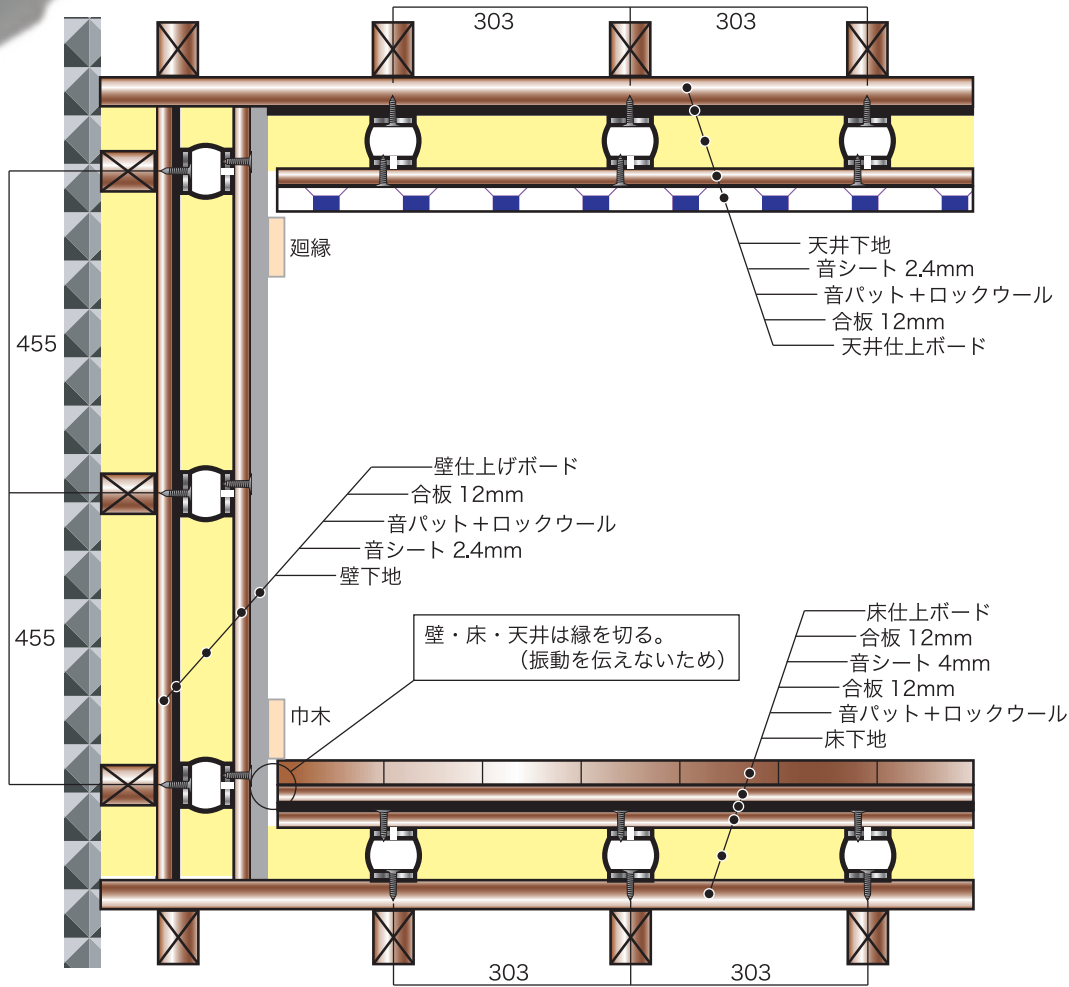 303
303
廻縁
天井下地
音シート 2.4mm
音パット＋ロックウール
合板 12mm
天井仕上ボード
455
455
壁仕上げボード
合板 12mm
音パット＋ロックウール
音シート 2.4mm
壁下地
壁・床・天井は縁を切る。
（振動を伝えないため）
巾木
床仕上ボード
合板 12mm
音シート 4mm
合板 12mm
音パット＋ロックウール
床下地
303
303